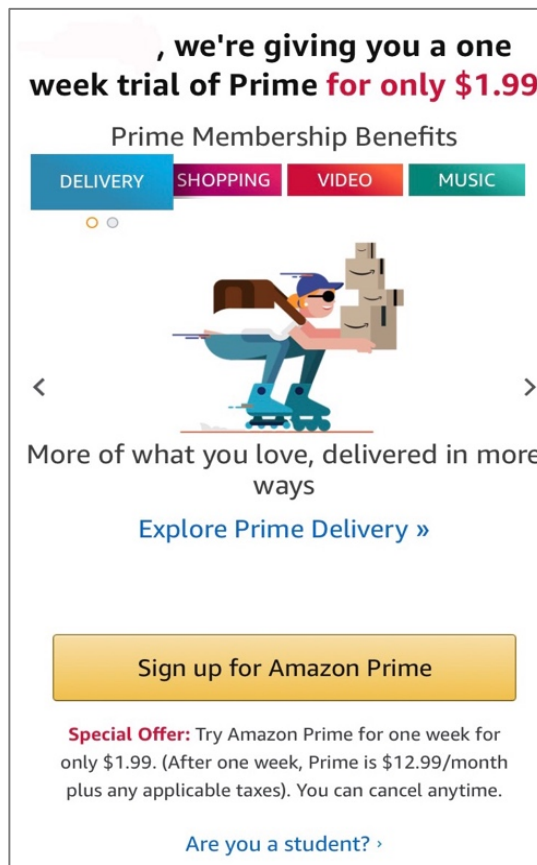 , we're giving you a one
week trial of Prime for only $1.99
Prime Membership Benefits
DELIVERY SHOPPING VIDEO MUSIC
More of what you love, delivered in more
ways
Explore Prime Delivery »
Sign up for Amazon Prime
Special Offer: Try Amazon Prime for one week for
only $1.99. (After one week, Prime is $12.99/month
plus any applicable taxes). You can cancel anytime.
Are you a student? ›